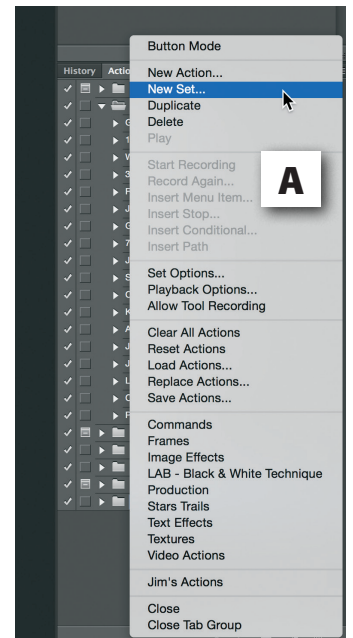 Button Mode
History Actio
New Action...
New Set...
Duplicate
Delete
Play
Start Recording
Record Again...
Insert Menu Item...
Insert Stop...
Insert Conditional...
Insert Path
A
Set Options...
Playback Options...
Allow Tool Recording
Clear All Actions
Reset Actions
Load Actions...
Replace Actions...
Save Actions...
Commands
Frames
Image Effects
LAB - Black & White Technique
Production
Stars Trails
Text Effects
Textures
Video Actions
Jim's Actions
Close
Close Tab Group